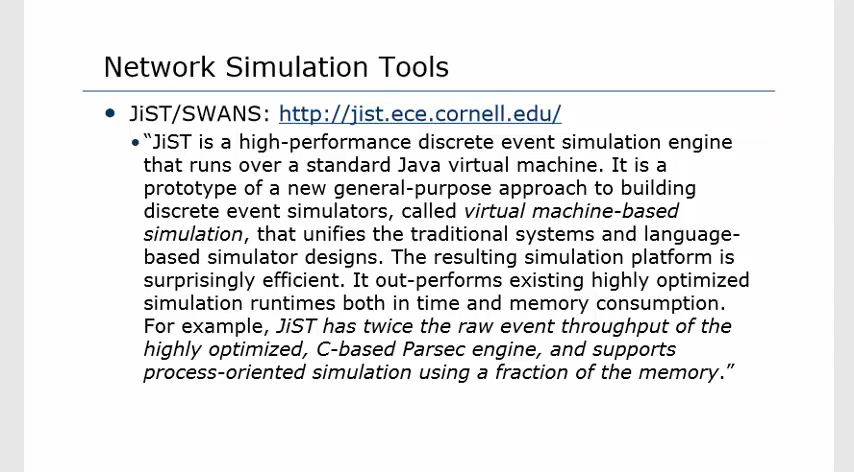 Network Simulation Tools
• JiST/SWANS: http://jist.ece.cornell.edu/
• “JiST is a high-performance discrete event simulation engine
that runs over a standard Java virtual machine. It is a
prototype of a new general-purpose approach to building
discrete event simulators, called virtual machine-based
simulation, that unifies the traditional systems and language-
based simulator designs. The resulting simulation platform is
surprisingly efficient. It out-performs existing highly optimized
simulation runtimes both in time and memory consumption.
For example, JiST has twice the raw event throughput of the
highly optimized, C-based Parsec engine, and supports
process-oriented simulation using a fraction of the memory.”